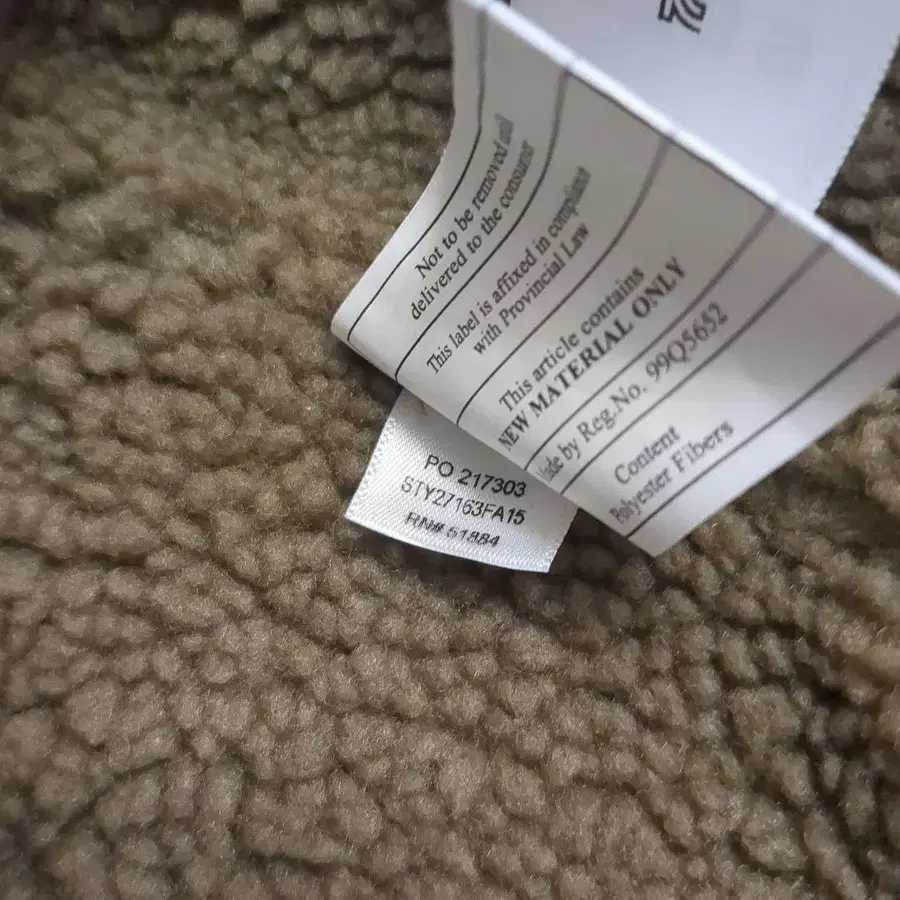 Not to be removed until
delivered to the consumer
This label is affixed in compliance
with Provincial Law
This article contains
NEW MATERIAL ONLY
Made by Reg.No. 99Q5652
Content
Polyester Fibers
PO 217303
STY27163FA15
RN# 51884